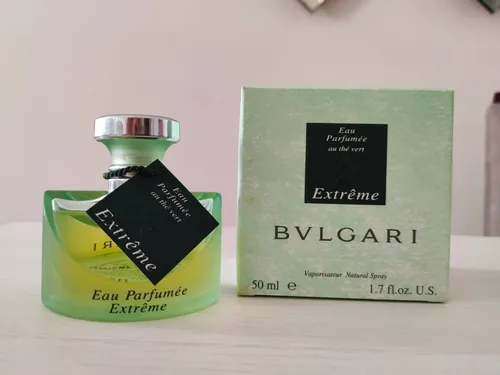 Eau
Parfumée
au thé vert
Extrême
Eau Parfumée
Extrême
Eau
Parfumée
au thé vert
Extrême
BVLGARI
Vaporisateur Natural Spray
50 ml e
1.7 fl.oz. U.S.